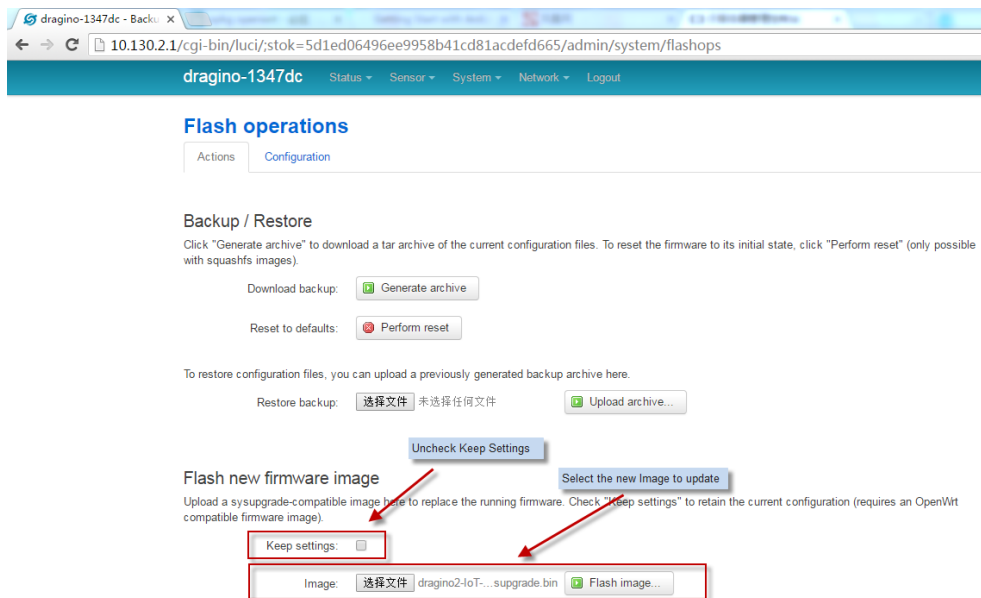 dragino-1347dc - Backu
10.130.2.1/cgi-bin/luci/;stok=5d1ed06496ee9958b41cd81acdefd665/admin/system/flashops
dragino-1347dc Status Sensor System Network Logout
Flash operations
Actions Configuration
Backup / Restore
Click "Generate archive" to download a tar archive of the current configuration files. To reset the firmware to its initial state, click "Perform reset" (only possible
with squashfs images).
Download backup: Generate archive
Reset to defaults: Perform reset
To restore configuration files, you can upload a previously generated backup archive here.
Restore backup: 选择文件 未选择任何文件 Upload archive...
Uncheck Keep Settings
Select the new Image to update
Flash new firmware image
Upload a sysupgrade-compatible image here to replace the running firmware. Check "Keep settings" to retain the current configuration (requires an OpenWrt
compatible firmware image).
Keep settings:
Image: 选择文件 dragino2-IoT-...supgrade.bin Flash image...